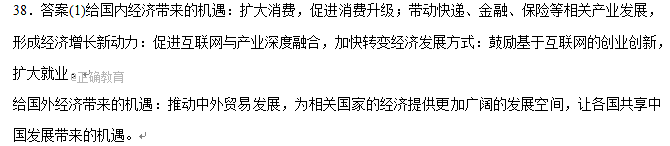 38．答案(1)给国内经济带来的机遇：扩大消费，促进消费升级；带动快递、金融、保险等相关产业发展，
形成经济增长新动力：促进互联网与产业深度融合，加快转变经济发展方式：鼓励基于互联网的创业创新，
扩大就业。
@正确教育
给国外经济带来的机遇：推动中外贸易发展，为相关国家的经济提供更加广阔的发展空间，让各国共享中
国发展带来的机遇。